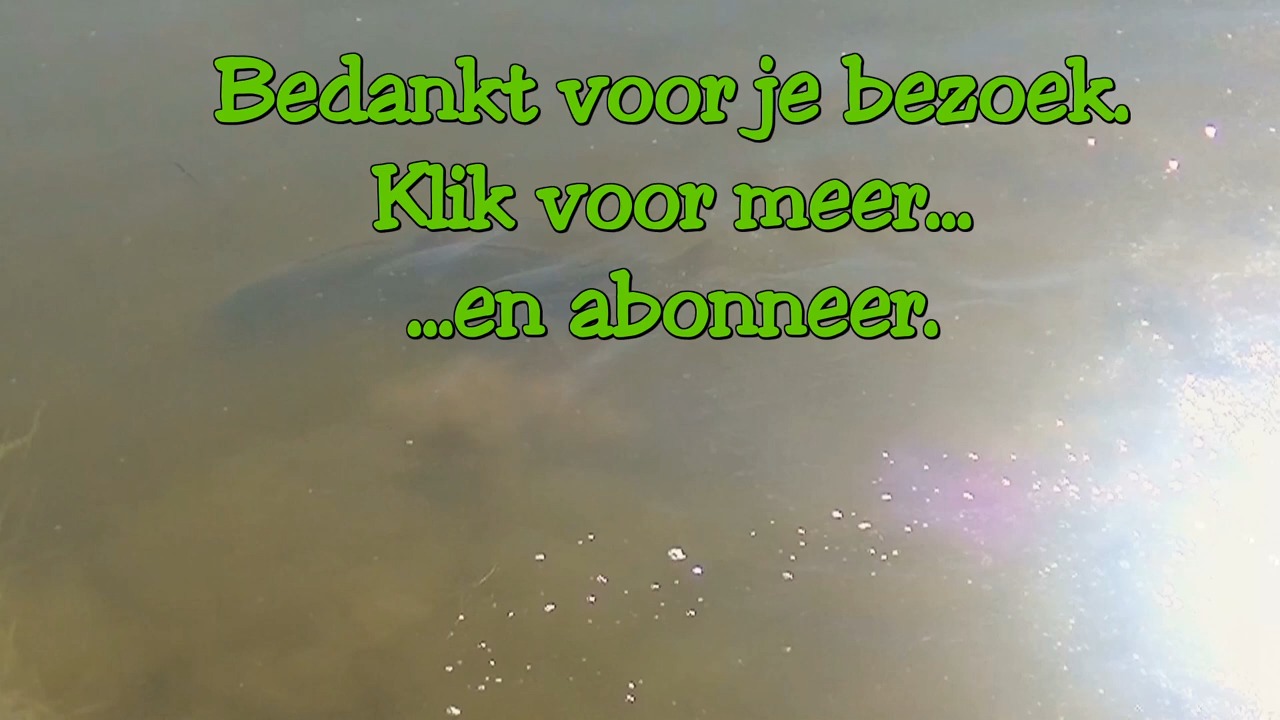 Bedankt voor je bezoek.
Klik voor meer...
...en abonneer.